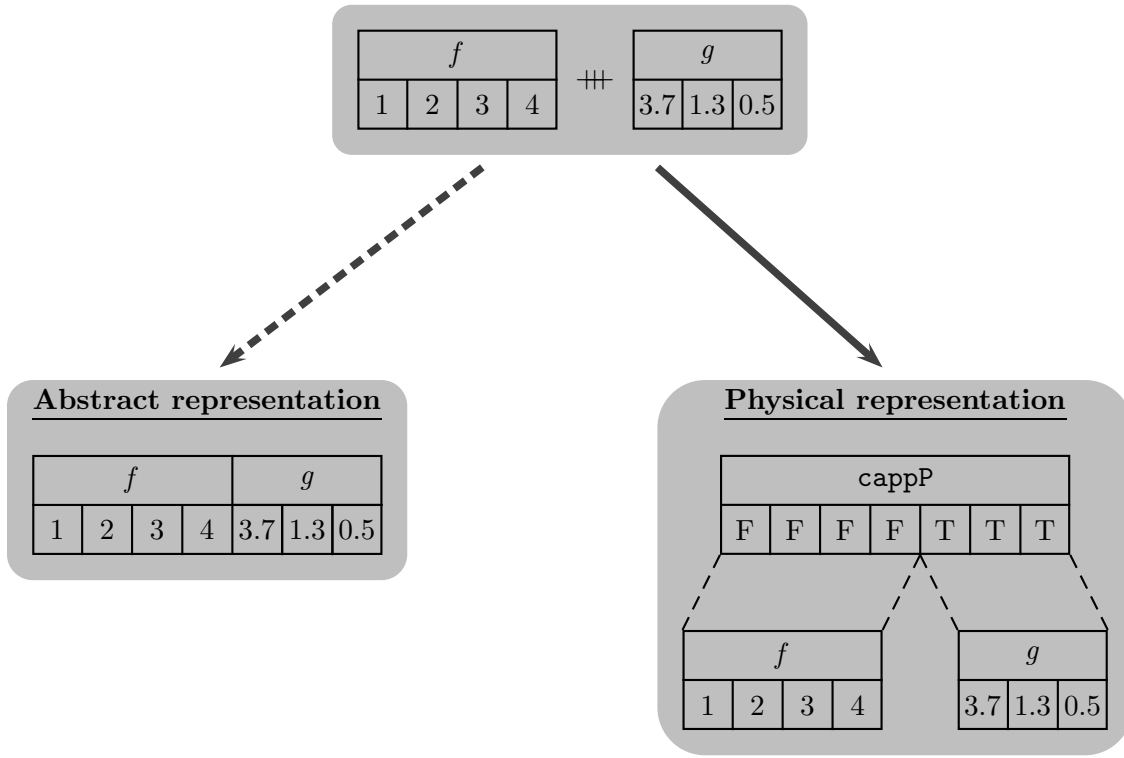 f g
1 2 3 4 ⧻ 3.7 1.3 0.5
Abstract representation
f g
1 2 3 4 3.7 1.3 0.5
Physical representation
cappP
F F F F T T T
f g
1 2 3 4 3.7 1.3 0.5